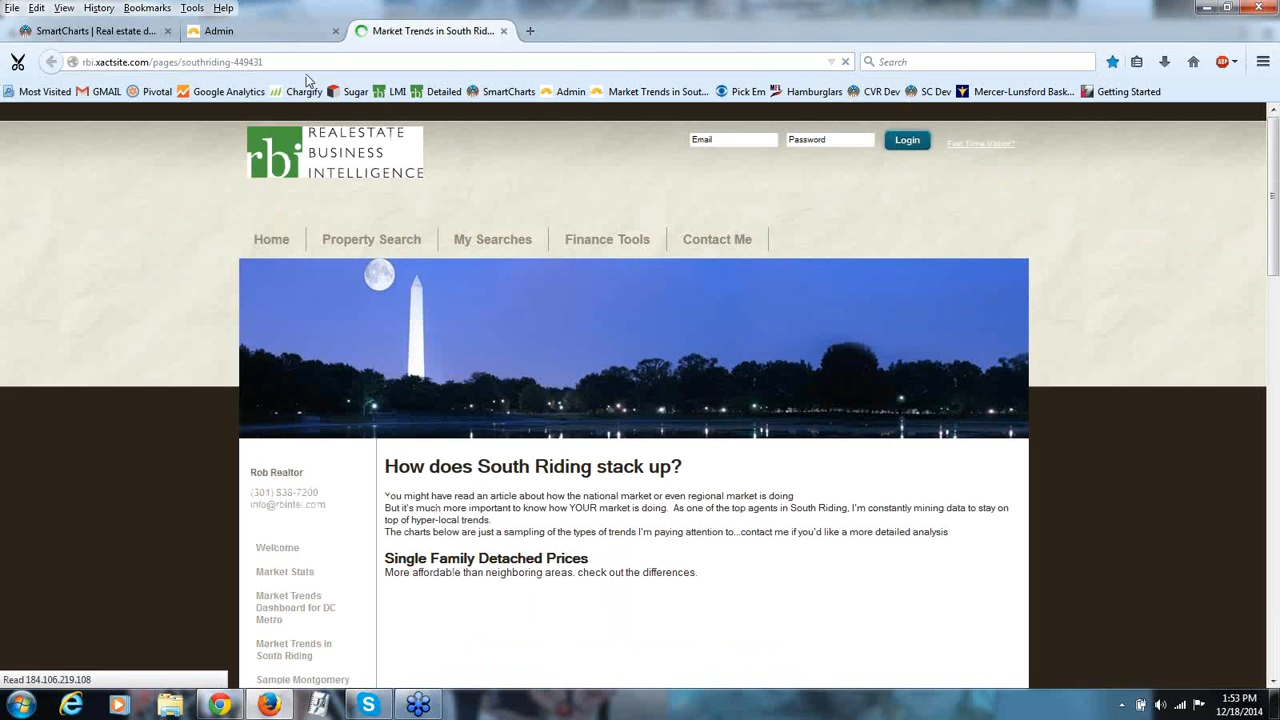 File Edit View History Bookmarks Tools Help
SmartCharts | Real estate d... × Admin × Market Trends in South Rid... × +
rbi.xactsite.com/pages/southriding-449431 Search
Most Visited GMAIL Pivotal Google Analytics Chargify Sugar LMI Detailed SmartCharts Admin Market Trends in Sout... Pick Em Hamburglars CVR Dev SC Dev Mercer-Lunsford Bask... Getting Started
rbi REALESTATE
BUSINESS
INTELLIGENCE
Email Password Login First Time Visitor?
Home Property Search My Searches Finance Tools Contact Me
How does South Riding stack up?
Rob Realtor
(301) 838-7200
info@rbintel.com
You might have read an article about how the national market or even regional market is doing
But it's much more important to know how YOUR market is doing. As one of the top agents in South Riding, I'm constantly mining data to stay on
top of hyper-local trends.
The charts below are just a sampling of the types of trends I'm paying attention to...contact me if you'd like a more detailed analysis
Single Family Detached Prices
More affordable than neighboring areas. check out the differences.
Welcome
Market Stats
Market Trends
Dashboard for DC
Metro
Market Trends in
South Riding
Sample Montgomery
Read 184.106.219.108
1:53 PM
12/18/2014